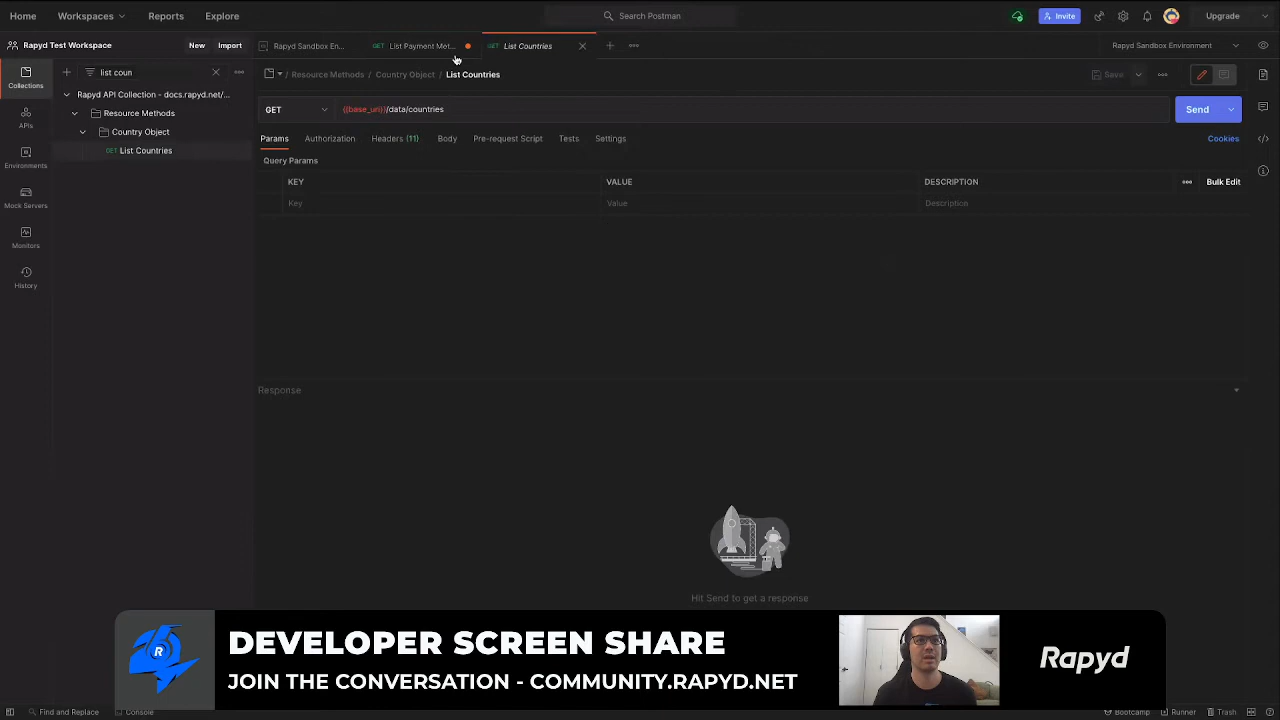 Home Workspaces Reports Explore Search Postman Invite Upgrade
Rapyd Test Workspace New Import Rapyd Sandbox En... GET List Payment Met... GET List Countries Rapyd Sandbox Environment
Collections
APIs
Environments
Mock Servers
Monitors
History
list coun
Rapyd API Collection - docs.rapyd.net/...
Resource Methods
Country Object
GET List Countries
/ Resource Methods / Country Object / List Countries Save
GET {{base_uri}}/data/countries Send
Params Authorization Headers (11) Body Pre-request Script Tests Settings Cookies
Query Params
KEY VALUE DESCRIPTION Bulk Edit
Key Value Description
Response
Hit Send to get a response
R
DEVELOPER SCREEN SHARE
JOIN THE CONVERSATION - COMMUNITY.RAPYD.NET
Rapyd
Find and Replace Console Bootcamp Runner Trash